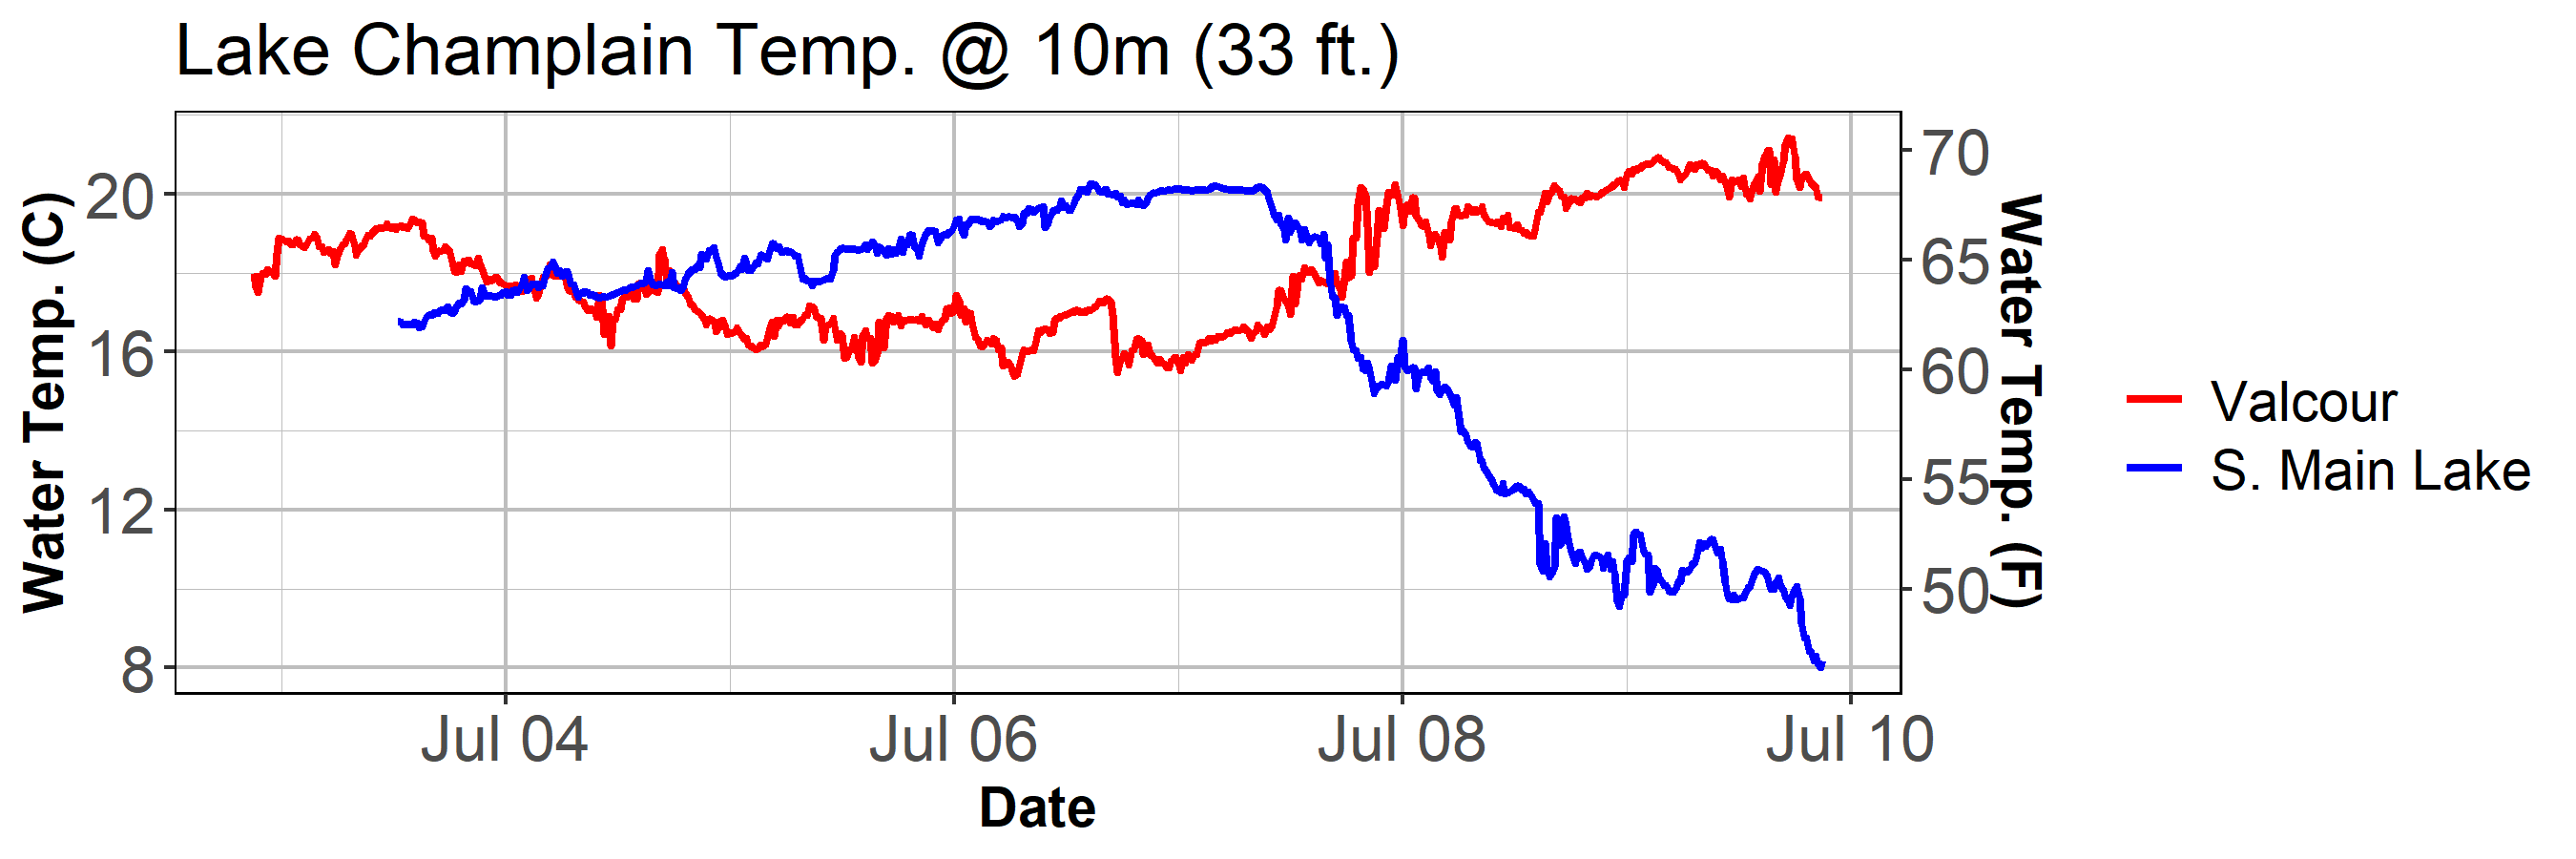 Lake Champlain Temp. @ 10m (33 ft.)
Water Temp. (C)
20
16
12
8
70
65
60
55
50
Water Temp. (F)
Jul 04
Jul 06
Jul 08
Jul 10
Date
Valcour
S. Main Lake